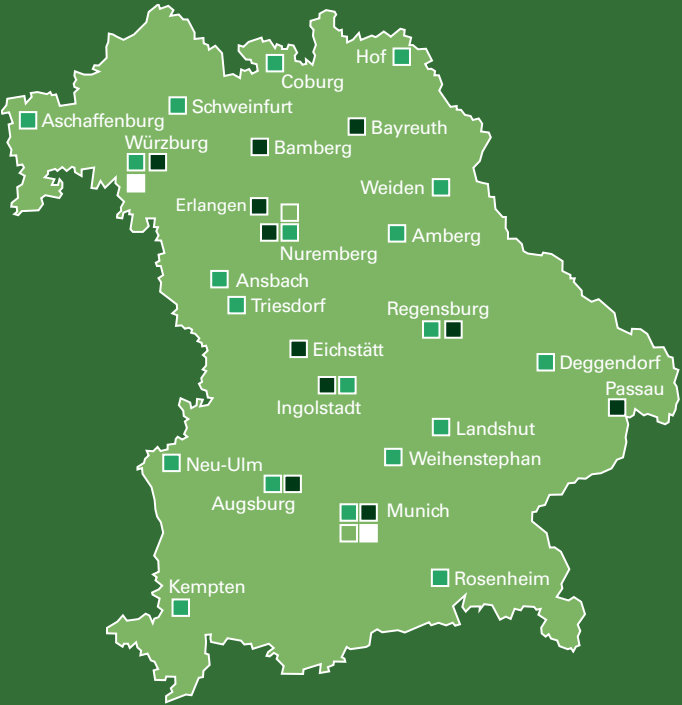 Hof
Coburg
Schweinfurt
Aschaffenburg
Bayreuth
Würzburg
Bamberg
Weiden
Erlangen
Amberg
Nuremberg
Ansbach
Triesdorf
Regensburg
Eichstätt
Deggendorf
Passau
Ingolstadt
Landshut
Weihenstephan
Neu-Ulm
Augsburg
Munich
Rosenheim
Kempten